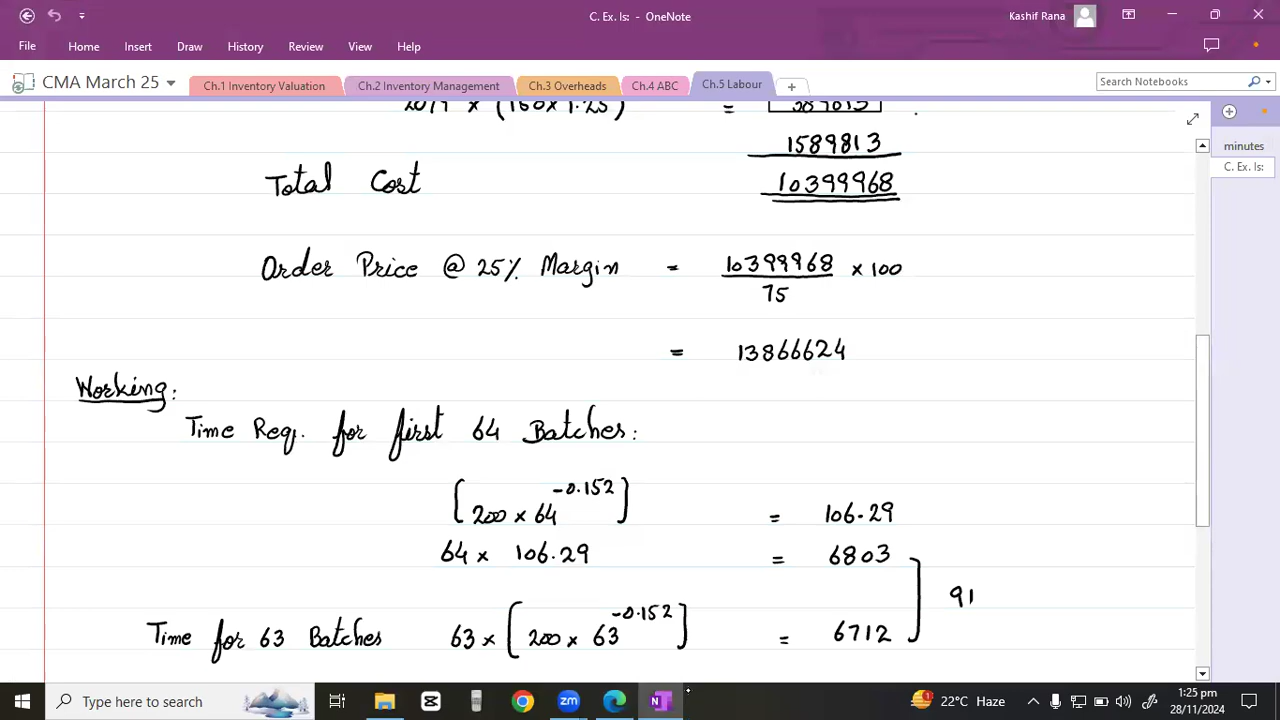 C. Ex. Is: - OneNote
Kashif Rana
File Home Insert Draw History Review View Help
CMA March 25
Ch.1 Inventory Valuation
Ch.2 Inventory Management
Ch.3 Overheads
Ch.4 ABC
Ch.5 Labour
Search Notebooks
minutes
C. Ex. Is:
=
1589813
Total Cost 10399968
Order Price @ 25% Margin = 10399968 / 75 × 100
= 13866624
Working:
Time Req. for first 64 Batches:
[200 × 64^-0.152] = 106.29
64 × 106.29 = 6803
91
Time for 63 Batches 63 × [200 × 63^-0.152] = 6712
Type here to search
22°C Haze
1:25 pm
28/11/2024